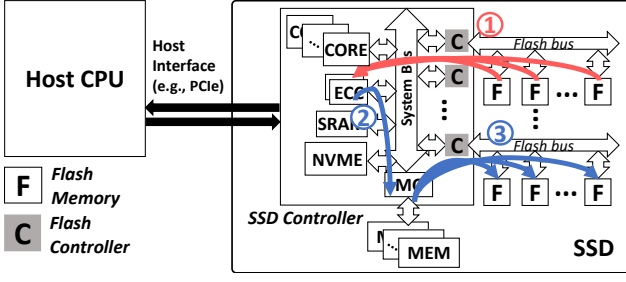 Host CPU
Host
Interface
(e.g., PCIe)
CORE
...
ECC
SRAM
NVME
MC
System Bus
C
C
...
C
1
2
3
Flash bus
F
F
...
F
...
Flash bus
F
F
...
F
SSD Controller
...
MEM
SSD
F
Flash
Memory
C
Flash
Controller